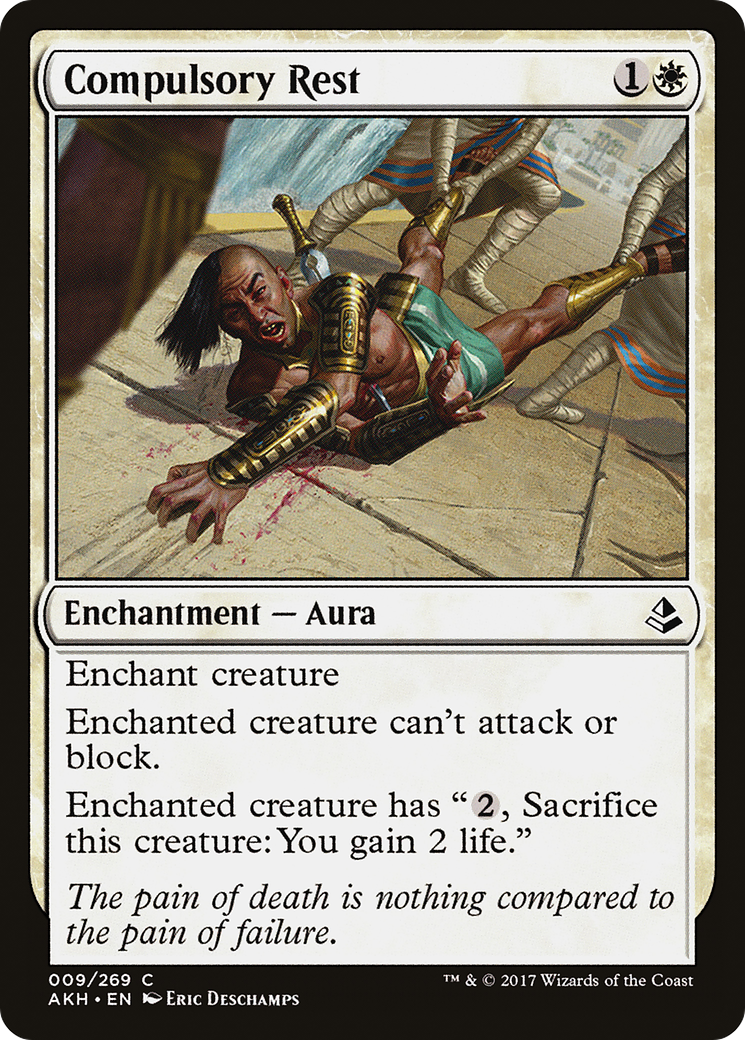 Compulsory Rest 1
Enchantment — Aura
Enchant creature
Enchanted creature can't attack or
block.
Enchanted creature has “2, Sacrifice
this creature: You gain 2 life.”
The pain of death is nothing compared to
the pain of failure.
009/269 C
™ & © 2017 Wizards of the Coast
AKH • EN Eric Deschamps